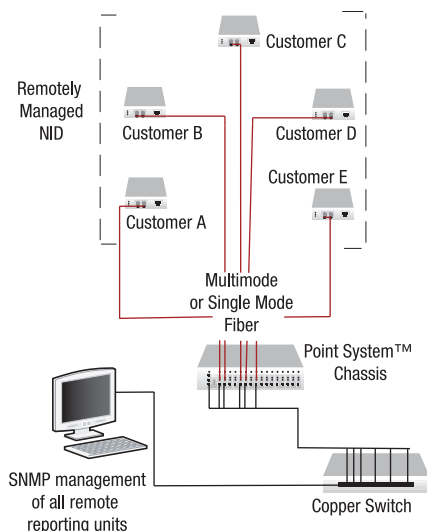 Customer C
Remotely
Managed
NID
Customer B
Customer D
Customer E
Customer A
Multimode
or Single Mode
Fiber
Point System™
Chassis
SNMP management
of all remote
reporting units
Copper Switch